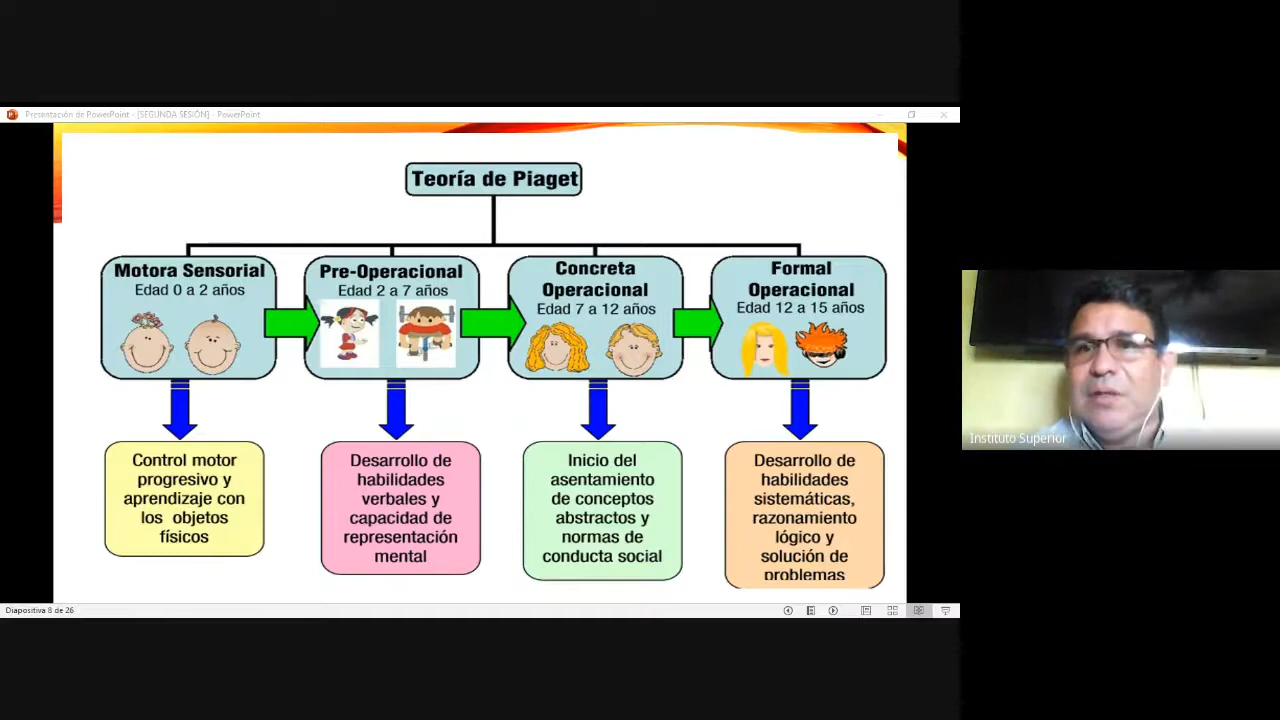 Presentación de PowerPoint - [SEGUNDA SESIÓN] - PowerPoint
Teoría de Piaget
Motora Sensorial
Edad 0 a 2 años
Pre-Operacional
Edad 2 a 7 años
Concreta
Operacional
Edad 7 a 12 años
Formal
Operacional
Edad 12 a 15 años
Control motor
progresivo y
aprendizaje con
los objetos
físicos
Desarrollo de
habilidades
verbales y
capacidad de
representación
mental
Inicio del
asentamiento
de conceptos
abstractos y
normas de
conducta social
Desarrollo de
habilidades
sistemáticas,
razonamiento
lógico y
solución de
problemas
Instituto Superior
Diapositiva 8 de 26